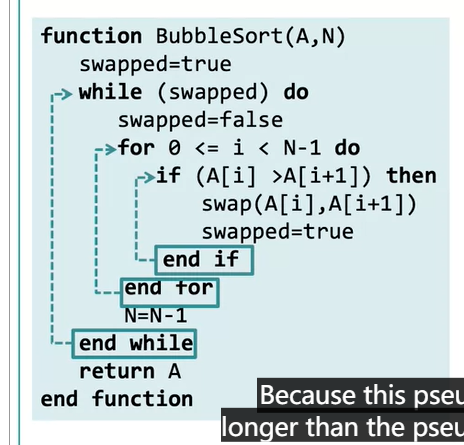 function BubbleSort(A,N)
swapped=true
while (swapped) do
swapped=false
for 0 <= i < N-1 do
if (A[i] >A[i+1]) then
swap(A[i],A[i+1])
swapped=true
end if
end for
N=N-1
end while
return A
end function
Because this pseu
longer than the pseu